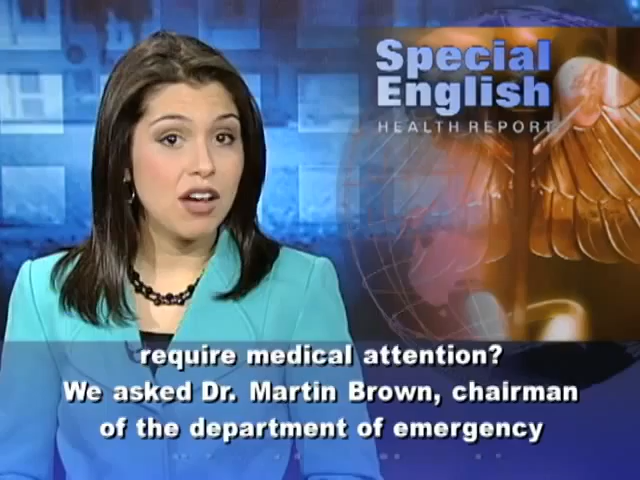 Special
English
HEALTH REPORT
require medical attention?
We asked Dr. Martin Brown, chairman
of the department of emergency